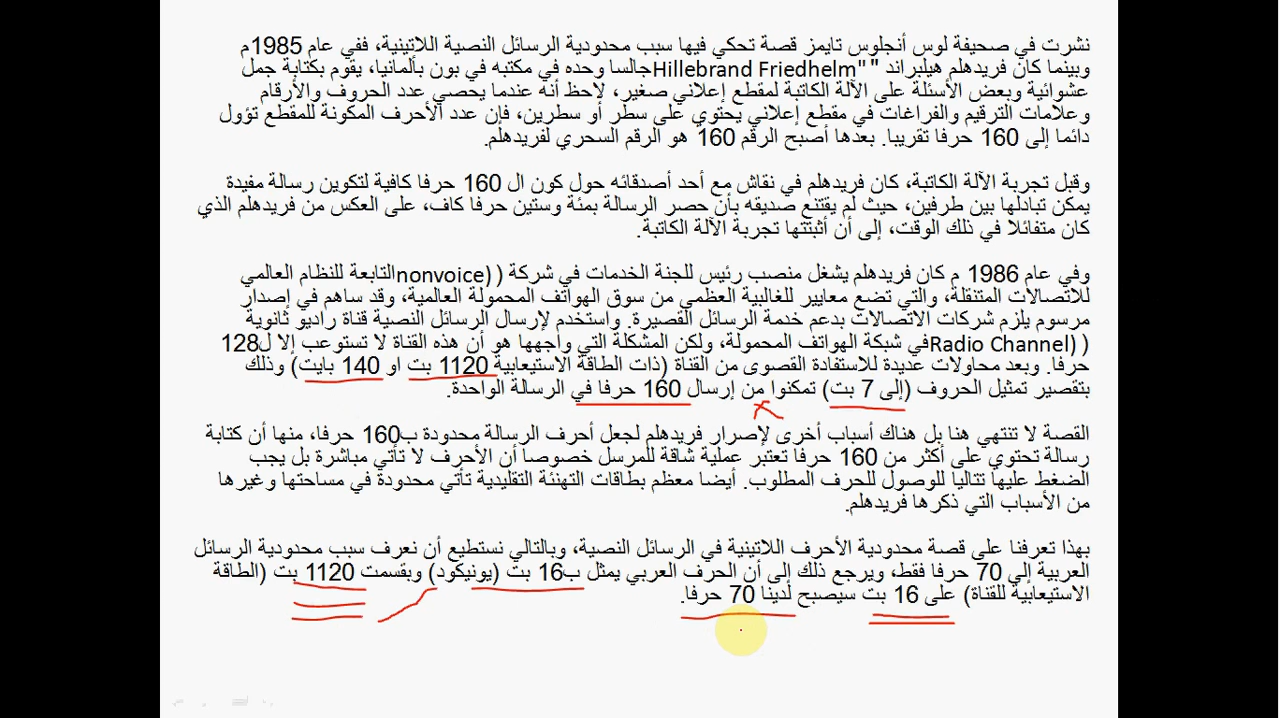 نشرت في صحيفة لوس أنجلوس تايمز قصة تحكي فيها سبب محدودية الرسائل النصية اللاتينية، ففي عام 1985م
وبينما كان فريدهلم هيلبراند " "Hillebrand Friedhelmجالسا وحده في مكتبه في بون بألمانيا، يقوم بكتابة جمل
عشوائية وبعض الأسئلة على الآلة الكاتبة لمقطع إعلاني صغير، لاحظ أنه عندما يحصي عدد الحروف والأرقام
وعلامات الترقيم والفراغات في مقطع إعلاني يحتوي على سطر أو سطرين، فإن عدد الأحرف المكونة للمقطع تؤول
دائما إلى 160 حرفا تقريبا. بعدها أصبح الرقم 160 هو الرقم السحري لفريدهلم.
وقبل تجربة الآلة الكاتبة، كان فريدهلم في نقاش مع أحد أصدقائه حول كون ال 160 حرفا كافية لتكوين رسالة مفيدة
يمكن تبادلها بين طرفين، حيث لم يقتنع صديقه بأن حصر الرسالة بمئة وستين حرفا كاف، على العكس من فريدهلم الذي
كان متفائلا في ذلك الوقت، إلى أن أثبتتها تجربة الآلة الكاتبة.
وفي عام 1986 م كان فريدهلم يشغل منصب رئيس للجنة الخدمات في شركة ( (nonvoiceالتابعة للنظام العالمي
للاتصالات المتنقلة، والتي تضع معايير للغالبية العظمى من سوق الهواتف المحمولة العالمية، وقد ساهم في إصدار
مرسوم يلزم شركات الاتصالات بدعم خدمة الرسائل القصيرة. واستخدم لإرسال الرسائل النصية قناة راديو ثانوية
( (Radio Channelفي شبكة الهواتف المحمولة، ولكن المشكلة التي واجهها هو أن هذه القناة لا تستوعب إلا ل128
حرفا. وبعد محاولات عديدة للاستفادة القصوى من القناة (ذات الطاقة الاستيعابية 1120 بت او 140 بايت) وذلك
بتقصير تمثيل الحروف (إلى 7 بت) تمكنوا من إرسال 160 حرفا في الرسالة الواحدة.
القصة لا تنتهي هنا بل هناك أسباب أخرى لإصرار فريدهلم لجعل أحرف الرسالة محدودة ب160 حرفا، منها أن كتابة
رسالة تحتوي على أكثر من 160 حرفا تعتبر عملية شاقة للمرسل خصوصا أن الأحرف لا تأتي مباشرة بل يجب
الضغط عليها تتاليا للوصول للحرف المطلوب. أيضا معظم بطاقات التهنئة التقليدية تأتي محدودة في مساحتها وغيرها
من الأسباب التي ذكرها فريدهلم.
بهذا تعرفنا على قصة محدودية الأحرف اللاتينية في الرسائل النصية، وبالتالي نستطيع أن نعرف سبب محدودية الرسائل
العربية إلى 70 حرفا فقط، ويرجع ذلك إلى أن الحرف العربي يمثل ب16 بت (يونيكود) وبقسمت 1120 بت (الطاقة
الاستيعابية للقناة) على 16 بت سيصبح لدينا 70 حرفا.